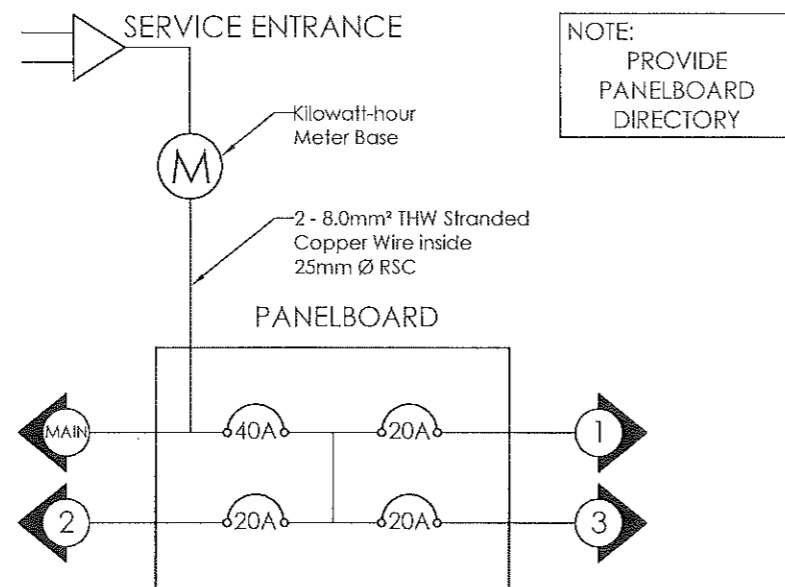 SERVICE ENTRANCE
NOTE:
PROVIDE
PANELBOARD
DIRECTORY
Kilowatt-hour
Meter Base
M
2 - 8.0mm² THW Stranded
Copper Wire inside
25mm Ø RSC
PANELBOARD
MAIN 40A 20A 1
2 20A 20A 3